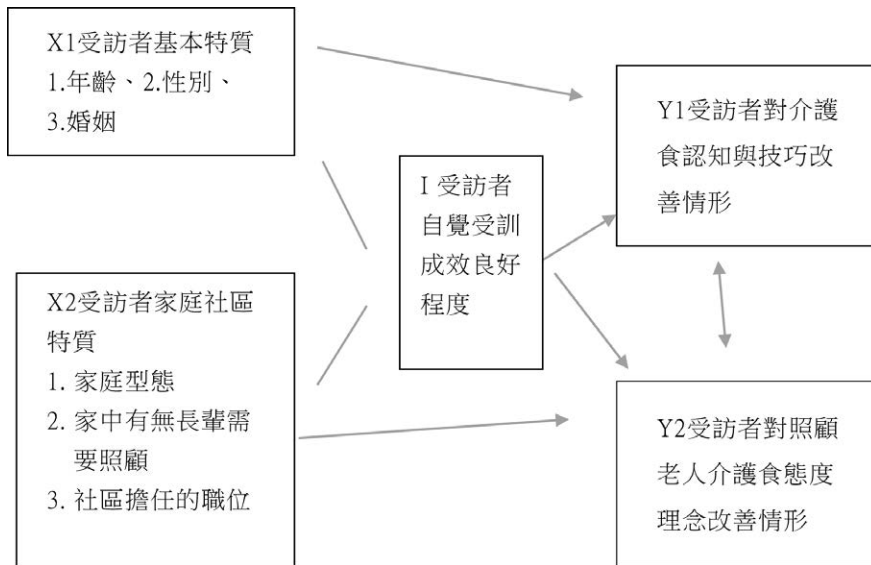 X1受訪者基本特質
1.年齡、2.性別、
3.婚姻
X2受訪者家庭社區
特質
1. 家庭型態
2. 家中有無長輩需
要照顧
3. 社區擔任的職位
I 受訪者
自覺受訓
成效良好
程度
Y1受訪者對介護
食認知與技巧改
善情形
Y2受訪者對照顧
老人介護食態度
理念改善情形